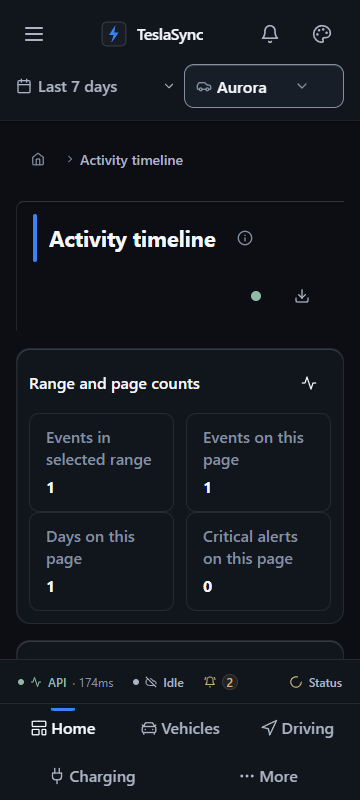 TeslaSync
Last 7 days
Aurora
Activity timeline
Activity timeline
Range and page counts
Events in
selected range
1
Events on this
page
1
Days on this
page
1
Critical alerts
on this page
0
API · 174ms
Idle
2
Status
Home
Vehicles
Driving
Charging
More